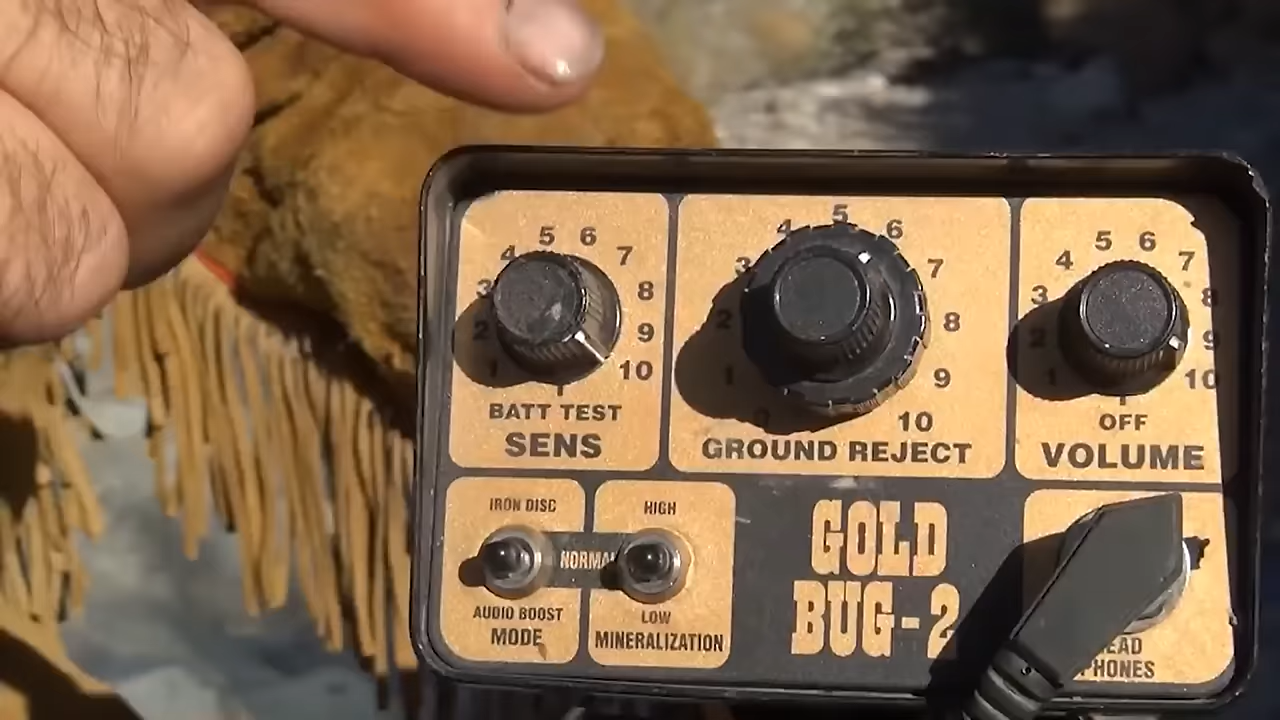 1 2 3 4 5 6 7 8 9 10
BATT TEST
SENS
0 1 2 3 4 5 6 7 8 9 10
GROUND REJECT
1 2 3 4 5 6 7 8 9 10
OFF
VOLUME
IRON DISC
NORMA
AUDIO BOOST
MODE
HIGH
LOW
MINERALIZATION
GOLD
BUG-2
EAD
PHONES